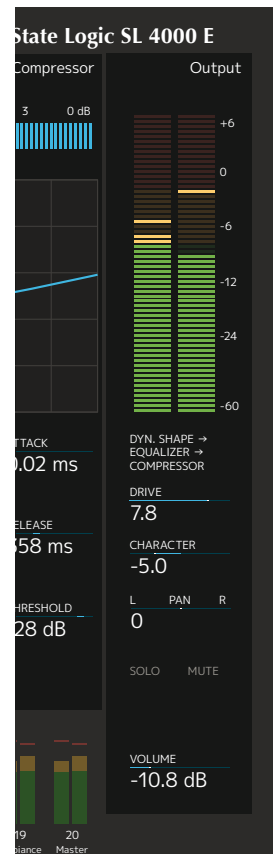 State Logic SL 4000 E
Compressor
Output
3
0 dB
+6
0
-6
-12
-24
-60
DYN. SHAPE →
EQUALIZER →
COMPRESSOR
DRIVE
7.8
CHARACTER
-5.0
L PAN R
0
SOLO MUTE
VOLUME
-10.8 dB
TTACK
0.02 ms
ELEASE
358 ms
HRESHOLD
28 dB
19
20
biance
Master